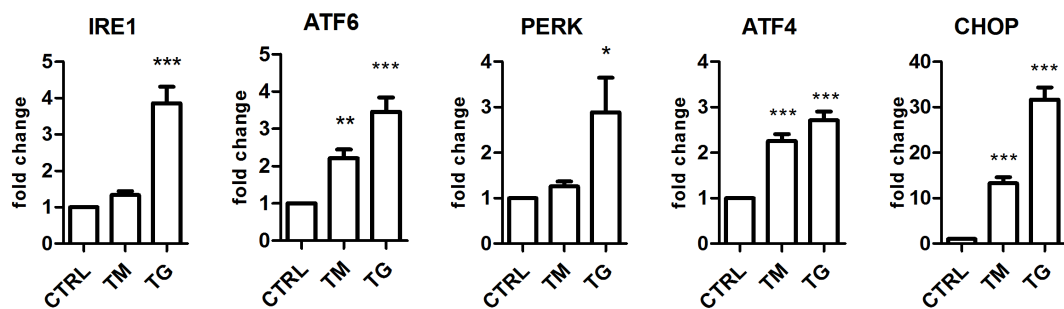 IRE1
fold change
5
4
3
2
1
0
***
CTRL
TM
TG
ATF6
fold change
5
4
3
2
1
0
**
***
CTRL
TM
TG
PERK
fold change
4
3
2
1
0
*
CTRL
TM
TG
ATF4
fold change
4
3
2
1
0
***
***
CTRL
TM
TG
CHOP
fold change
40
30
20
10
0
***
***
CTRL
TM
TG